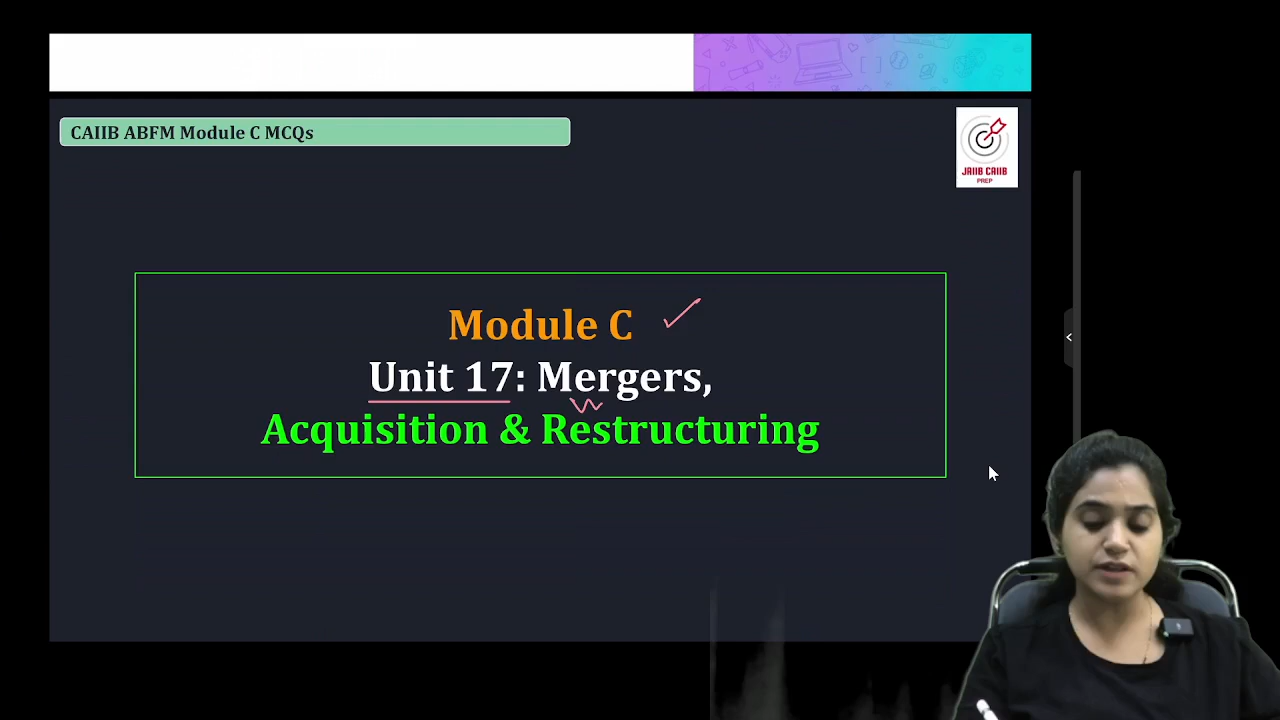 CAIIB ABFM Module C MCQs
JAIIB CAIIB
PREP
Module C
Unit 17: Mergers,
Acquisition & Restructuring